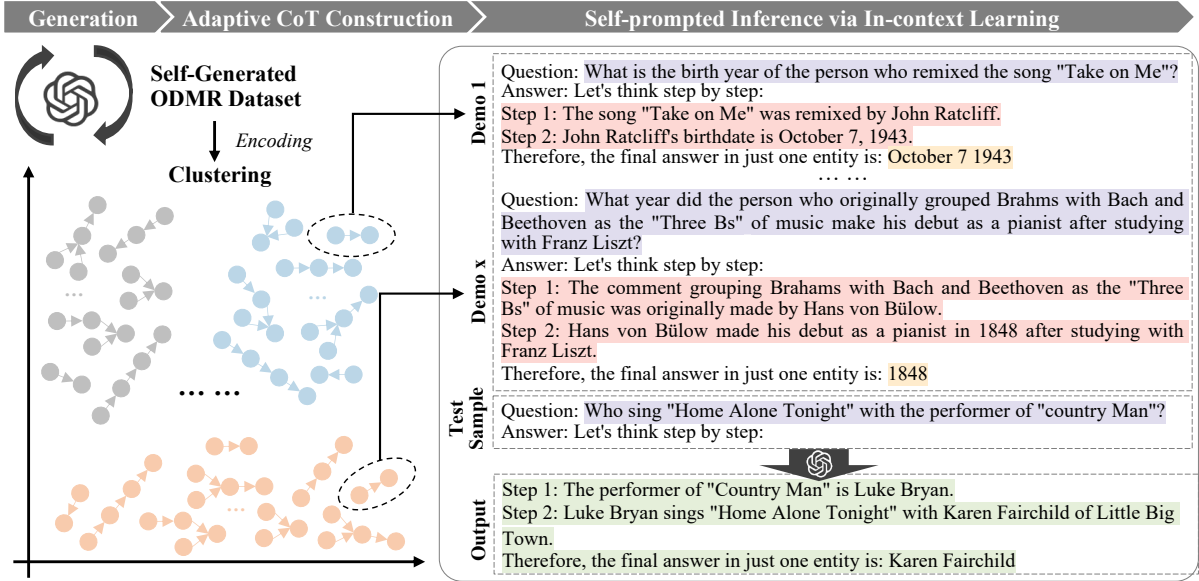 Generation
Adaptive CoT Construction
Self-prompted Inference via In-context Learning
Self-Generated
ODMR Dataset
Encoding
Clustering
... ...
...
...
... ...
...
Demo 1
Question: What is the birth year of the person who remixed the song "Take on Me"?
Answer: Let's think step by step:
Step 1: The song "Take on Me" was remixed by John Ratcliff.
Step 2: John Ratcliff's birthdate is October 7, 1943.
Therefore, the final answer in just one entity is: October 7 1943
Demo x
Question: What year did the person who originally grouped Brahms with Bach and
Beethoven as the "Three Bs" of music make his debut as a pianist after studying
with Franz Liszt?
Answer: Let's think step by step:
Step 1: The comment grouping Brahams with Bach and Beethoven as the "Three
Bs" of music was originally made by Hans von Bülow.
Step 2: Hans von Bülow made his debut as a pianist in 1848 after studying with
Franz Liszt.
Therefore, the final answer in just one entity is: 1848
Test
Sample
Question: Who sing "Home Alone Tonight" with the performer of "country Man"?
Answer: Let's think step by step:
Output
Step 1: The performer of "Country Man" is Luke Bryan.
Step 2: Luke Bryan sings "Home Alone Tonight" with Karen Fairchild of Little Big
Town.
Therefore, the final answer in just one entity is: Karen Fairchild